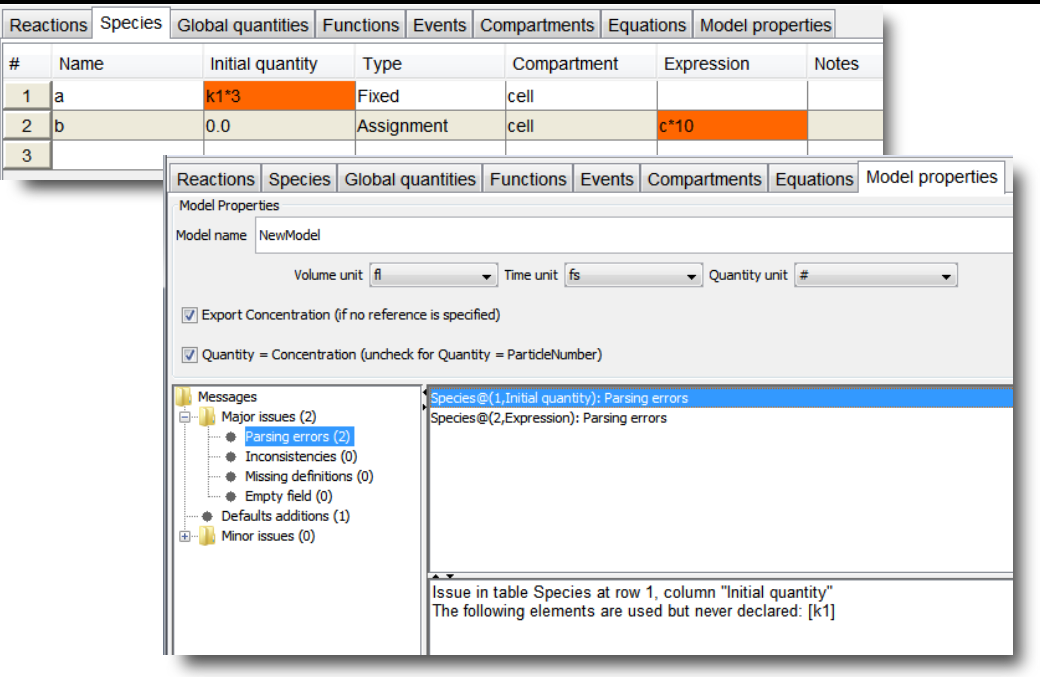 Reactions Species Global quantities Functions Events Compartments Equations Model properties
# Name Initial quantity Type Compartment Expression Notes
1 a k1*3 Fixed cell
2 b 0.0 Assignment cell c*10
3
Reactions Species Global quantities Functions Events Compartments Equations Model properties
Model Properties
Model name NewModel
Volume unit fl Time unit fs Quantity unit #
Export Concentration (if no reference is specified)
Quantity = Concentration (uncheck for Quantity = ParticleNumber)
Messages
Major issues (2)
Parsing errors (2)
Inconsistencies (0)
Missing definitions (0)
Empty field (0)
Defaults additions (1)
Minor issues (0)
Species@(1,Initial quantity): Parsing errors
Species@(2,Expression): Parsing errors
Issue in table Species at row 1, column "Initial quantity"
The following elements are used but never declared: [k1]